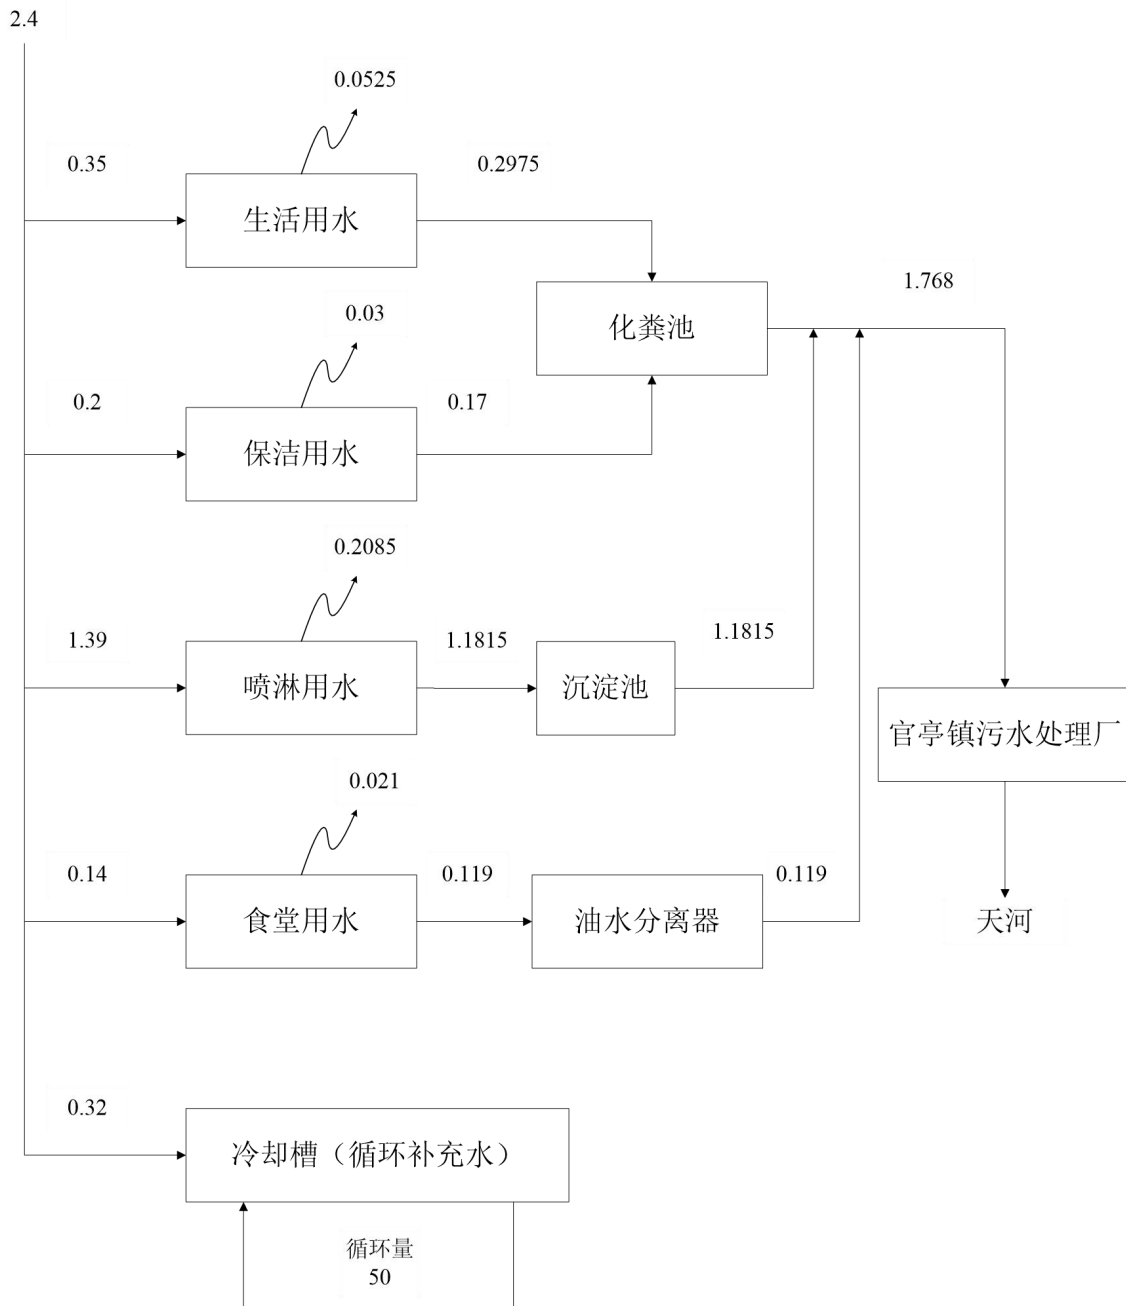 2.4
0.0525
0.35
0.2975
生活用水
1.768
0.03
化粪池
0.2
0.17
保洁用水
0.2085
1.39
1.1815
1.1815
喷淋用水
沉淀池
官亭镇污水处理厂
0.021
0.14
0.119
0.119
食堂用水
油水分离器
天河
0.32
冷却槽（循环补充水）
循环量
50